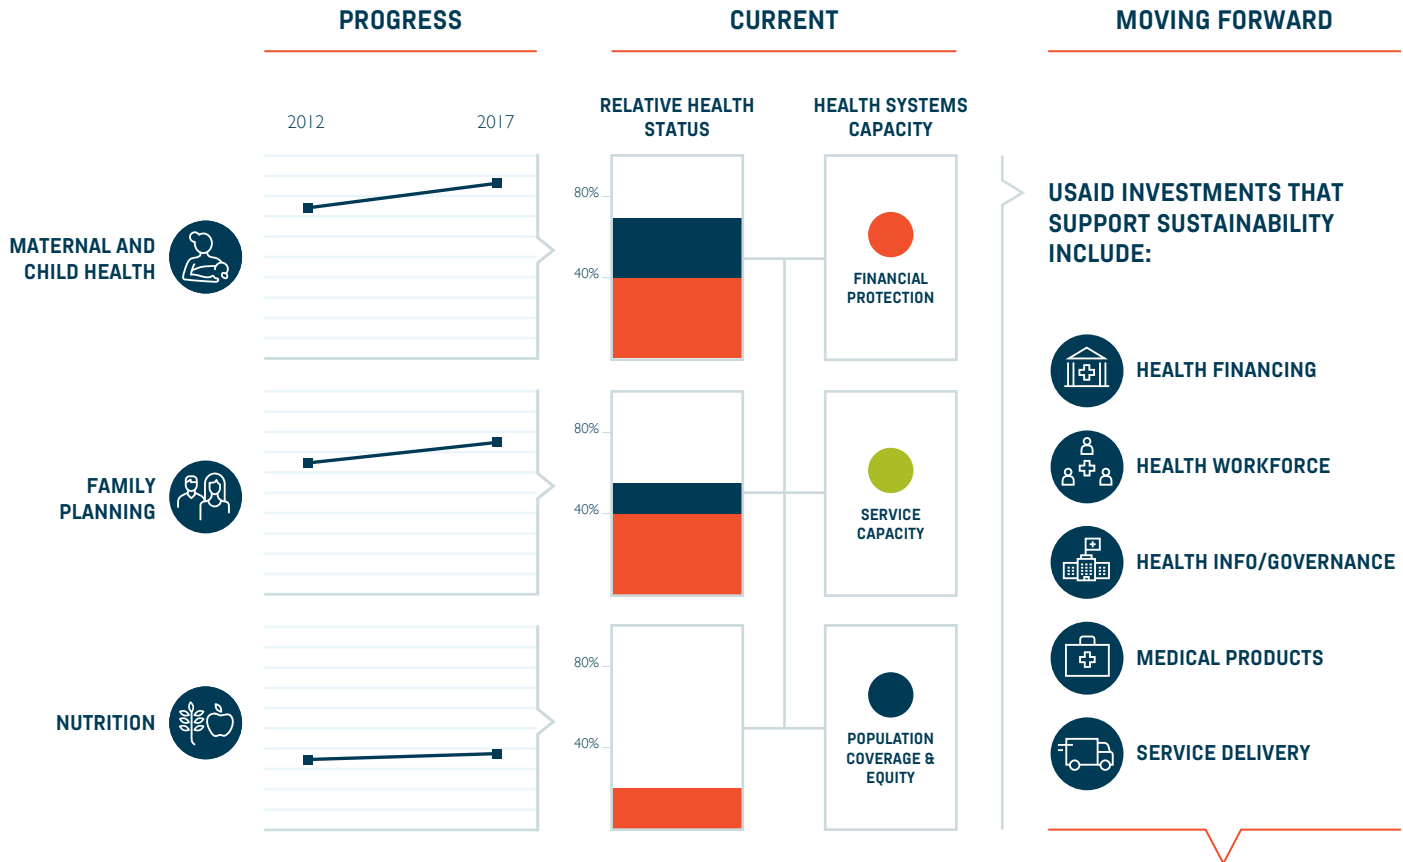 PROGRESS
CURRENT
MOVING FORWARD
2012
2017
RELATIVE HEALTH
STATUS
HEALTH SYSTEMS
CAPACITY
MATERNAL AND
CHILD HEALTH
80%
40%
FINANCIAL
PROTECTION
FAMILY
PLANNING
80%
40%
SERVICE
CAPACITY
NUTRITION
80%
40%
POPULATION
COVERAGE &
EQUITY
USAID INVESTMENTS THAT
SUPPORT SUSTAINABILITY
INCLUDE:
HEALTH FINANCING
HEALTH WORKFORCE
HEALTH INFO/GOVERNANCE
MEDICAL PRODUCTS
SERVICE DELIVERY